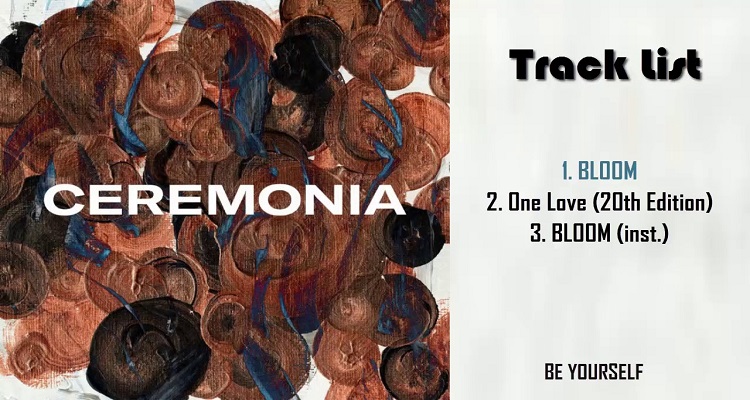 CEREMONIA
Track List
1. BLOOM
2. One Love (20th Edition)
3. BLOOM (inst.)
BE YOURSELF